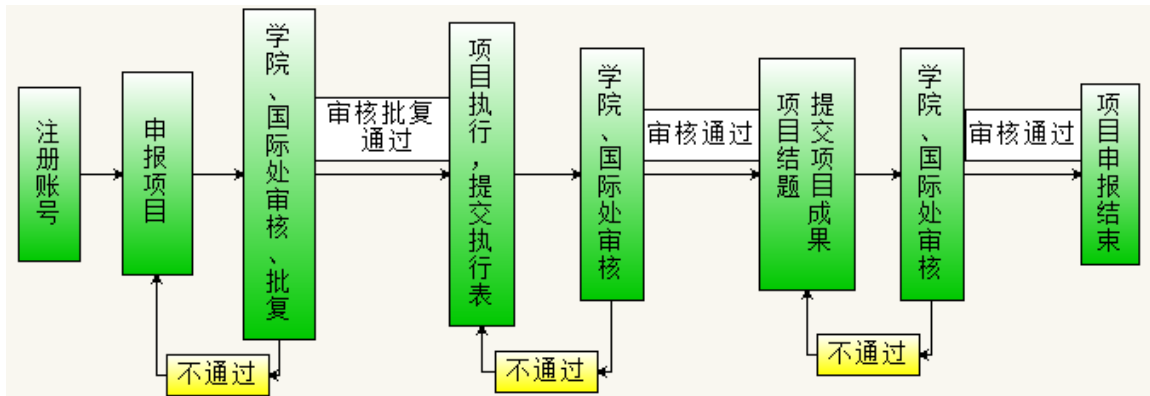 注册账号
申报项目
学院、国际处审核、批复
审核批复
通过
项目执行，提交执行表
学院、国际处审核
审核通过
提交项目成果
项目结题
学院、国际处审核
审核通过
项目申报结束
不通过
不通过
不通过